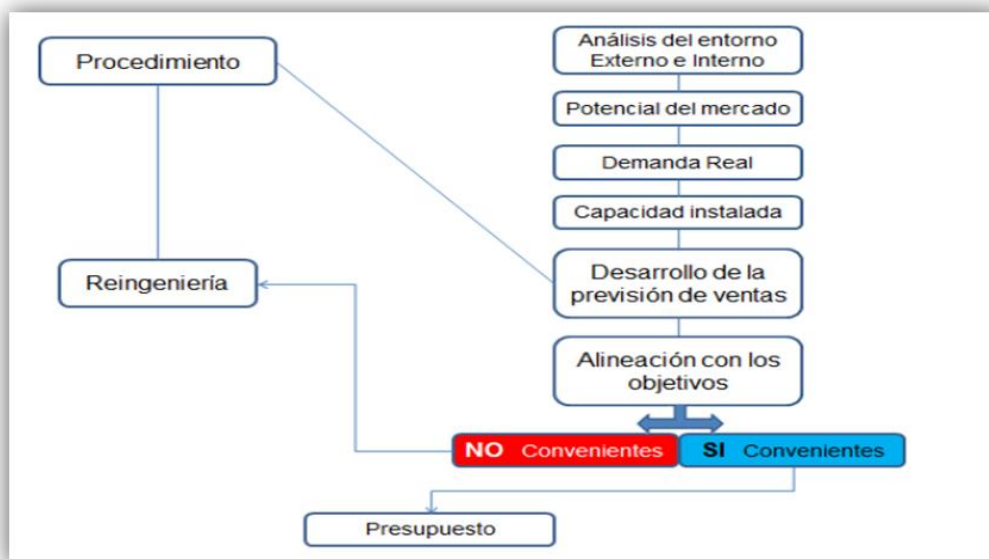 Procedimiento
Análisis del entorno
Externo e Interno
Potencial del mercado
Demanda Real
Capacidad instalada
Reingeniería
Desarrollo de la
previsión de ventas
Alineación con los
objetivos
NO Convenientes
SI Convenientes
Presupuesto